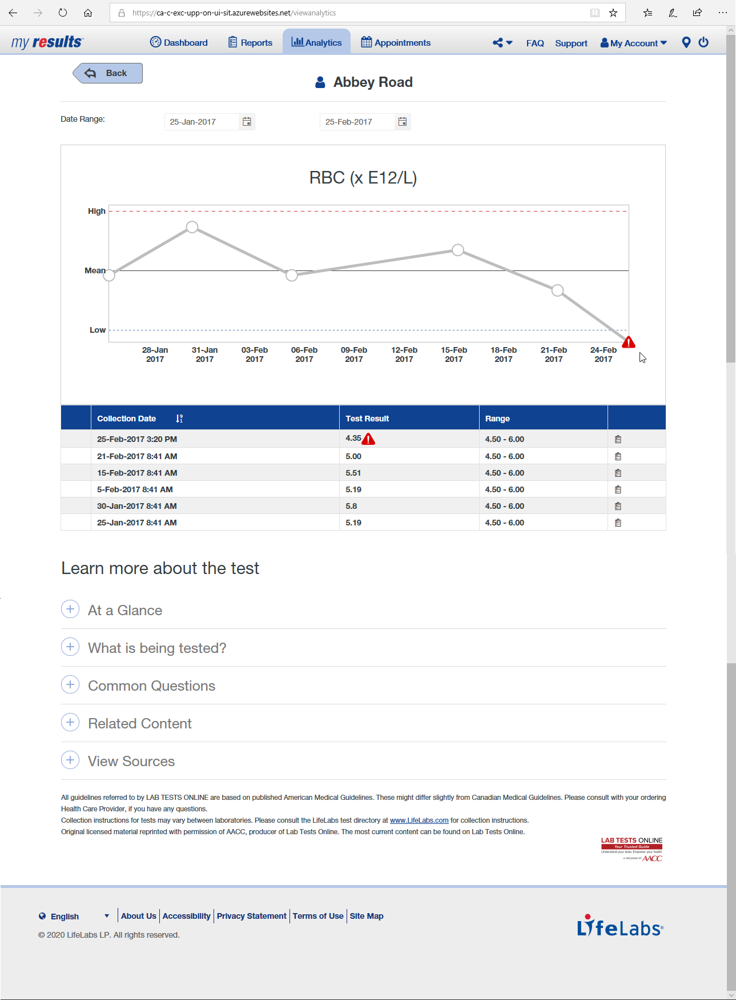 https://ca-c-exc-upp-on-ui-sit.azurewebsites.net/viewanalytics
my results™ Dashboard Reports Analytics Appointments FAQ Support My Account
Back
Abbey Road
Date Range: 25-Jan-2017 25-Feb-2017
RBC (x E12/L)
High
Mean
Low
28-Jan 31-Jan 03-Feb 06-Feb 09-Feb 12-Feb 15-Feb 18-Feb 21-Feb 24-Feb
2017 2017 2017 2017 2017 2017 2017 2017 2017 2017
Collection Date Test Result Range
25-Feb-2017 3:20 PM 4.35 4.50 - 6.00
21-Feb-2017 8:41 AM 5.00 4.50 - 6.00
15-Feb-2017 8:41 AM 5.51 4.50 - 6.00
5-Feb-2017 8:41 AM 5.19 4.50 - 6.00
30-Jan-2017 8:41 AM 5.8 4.50 - 6.00
25-Jan-2017 8:41 AM 5.19 4.50 - 6.00
Learn more about the test
At a Glance
What is being tested?
Common Questions
Related Content
View Sources
All guidelines referred to by LAB TESTS ONLINE are based on published American Medical Guidelines. These might differ slightly from Canadian Medical Guidelines. Please consult with your ordering
Health Care Provider, if you have any questions.
Collection instructions for tests may vary between laboratories. Please consult the LifeLabs test directory at www.LifeLabs.com for collection instructions.
Original licensed material reprinted with permission of AACC, producer of Lab Tests Online. The most current content can be found on Lab Tests Online.
LAB TESTS ONLINE
Your Trusted Guide
Understand your tests. Empower your health.
A PROGRAM OF AACC
English About Us Accessibility Privacy Statement Terms of Use Site Map
© 2020 LifeLabs LP. All rights reserved.
LifeLabs®